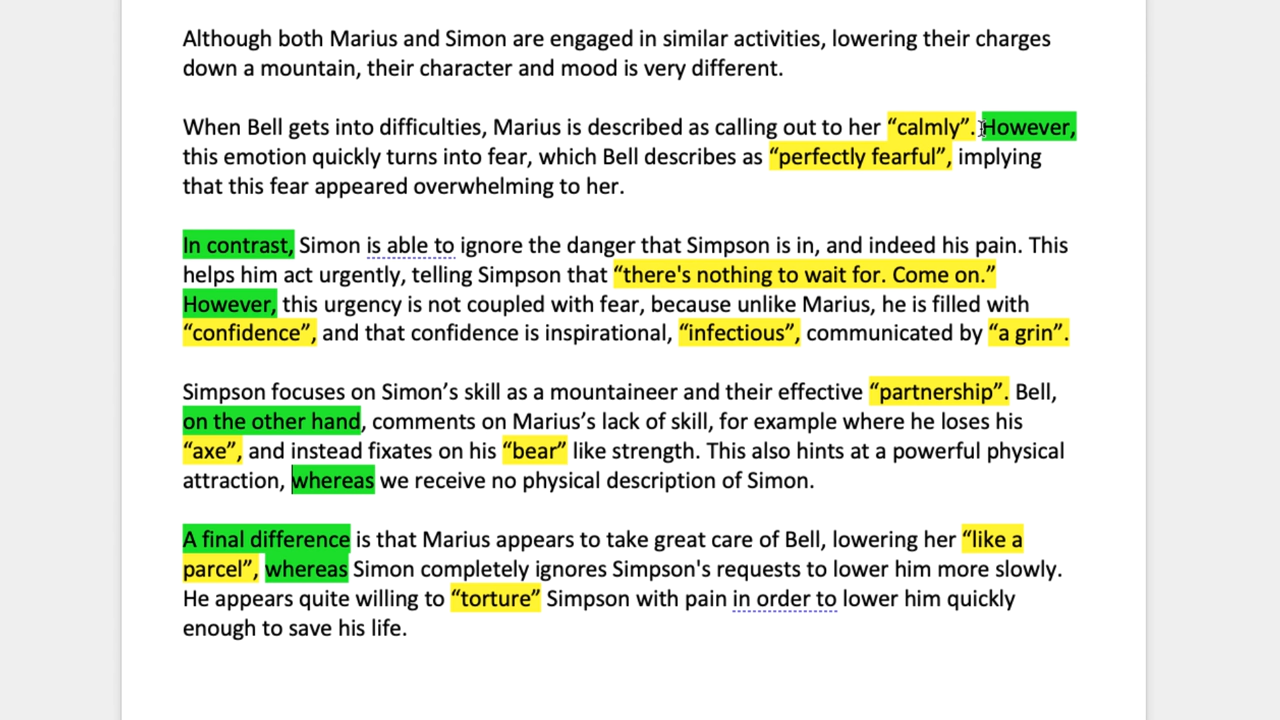 Although both Marius and Simon are engaged in similar activities, lowering their charges
down a mountain, their character and mood is very different.
When Bell gets into difficulties, Marius is described as calling out to her “calmly”. However,
this emotion quickly turns into fear, which Bell describes as “perfectly fearful”, implying
that this fear appeared overwhelming to her.
In contrast, Simon is able to ignore the danger that Simpson is in, and indeed his pain. This
helps him act urgently, telling Simpson that “there's nothing to wait for. Come on.”
However, this urgency is not coupled with fear, because unlike Marius, he is filled with
“confidence”, and that confidence is inspirational, “infectious”, communicated by “a grin”.
Simpson focuses on Simon’s skill as a mountaineer and their effective “partnership”. Bell,
on the other hand, comments on Marius’s lack of skill, for example where he loses his
“axe”, and instead fixates on his “bear” like strength. This also hints at a powerful physical
attraction, whereas we receive no physical description of Simon.
A final difference is that Marius appears to take great care of Bell, lowering her “like a
parcel”, whereas Simon completely ignores Simpson's requests to lower him more slowly.
He appears quite willing to “torture” Simpson with pain in order to lower him quickly
enough to save his life.